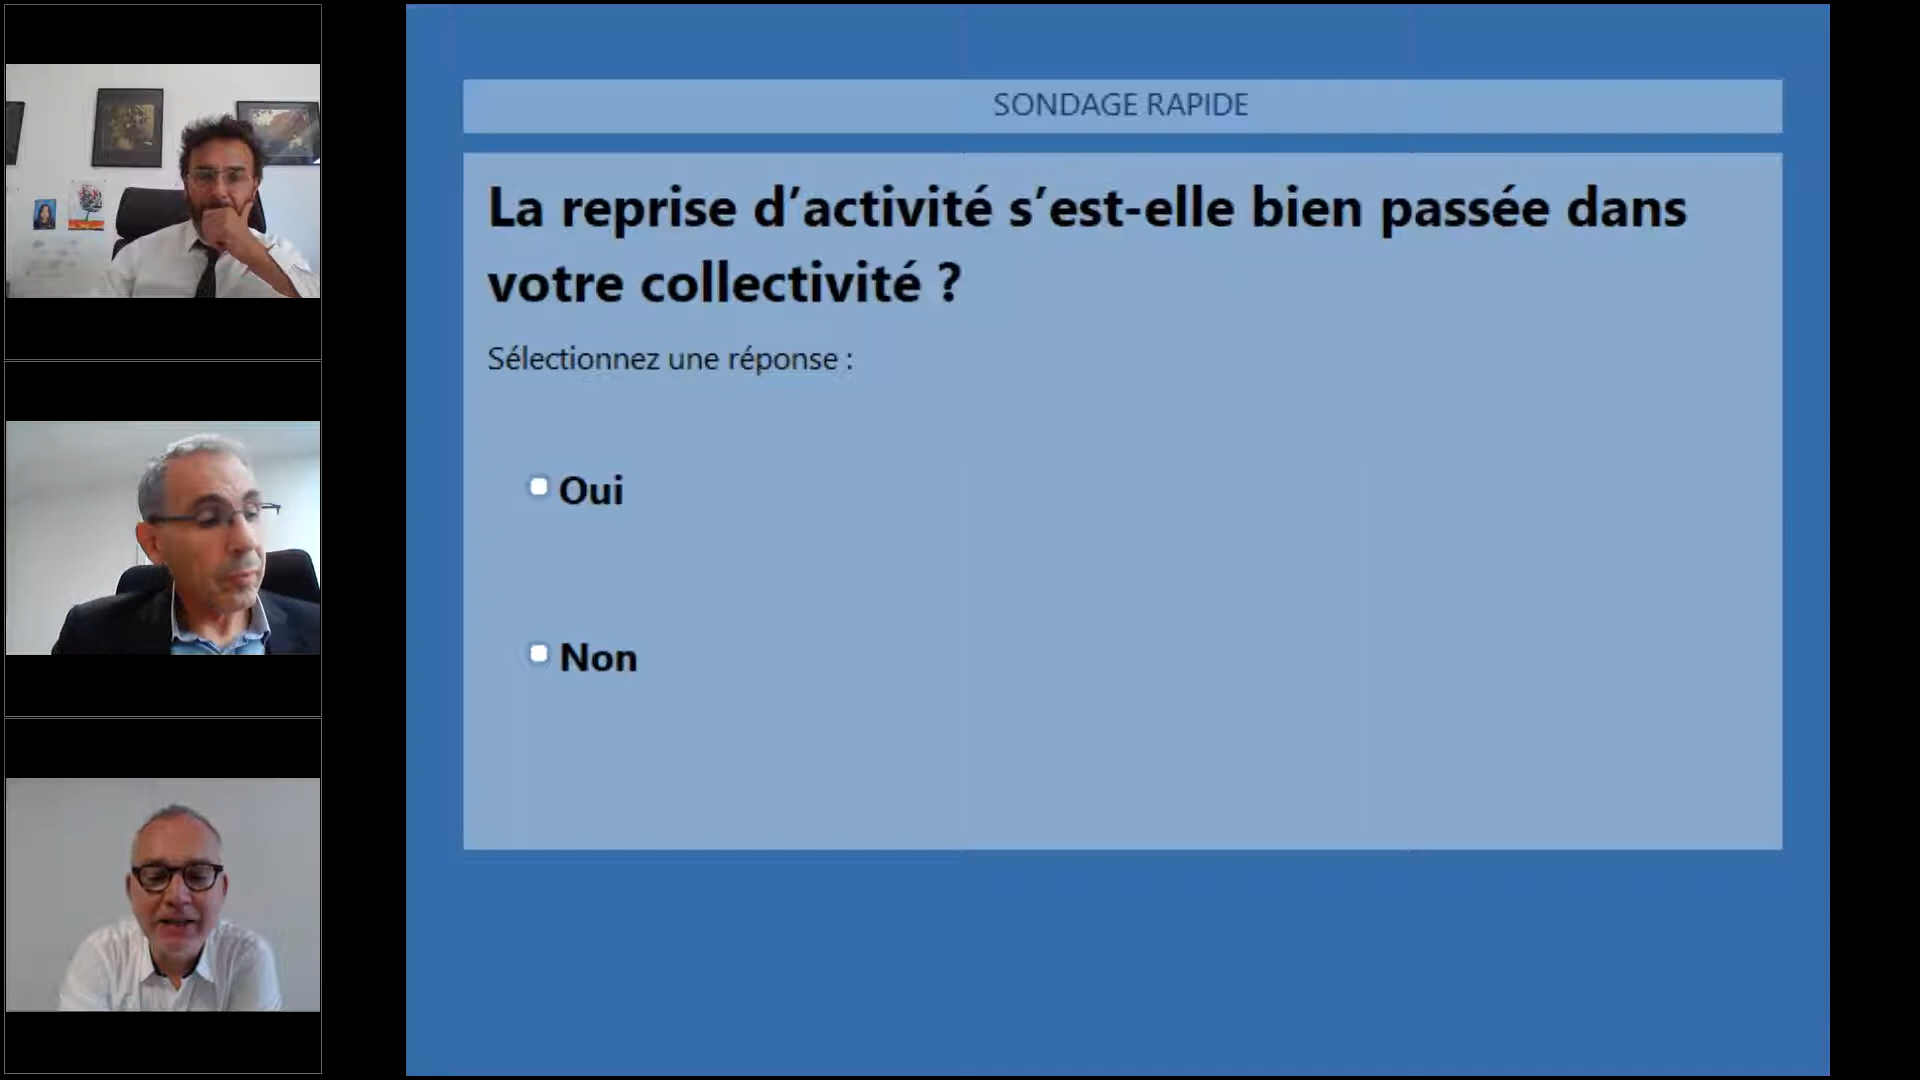 SONDAGE RAPIDE
La reprise d’activité s’est-elle bien passée dans
votre collectivité ?
Sélectionnez une réponse :
Oui
Non